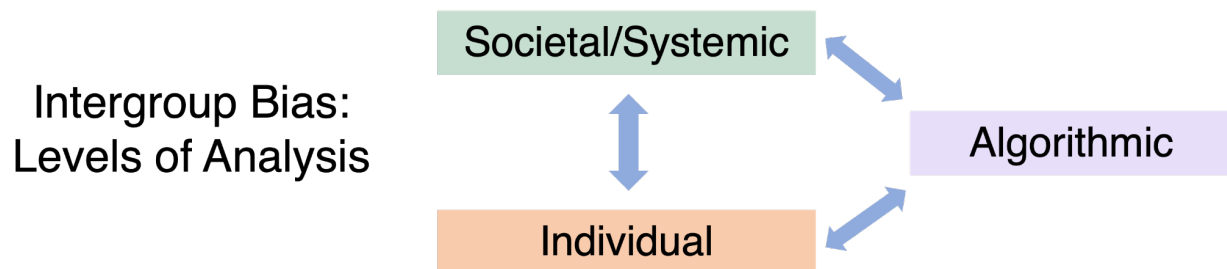 Intergroup Bias:
Levels of Analysis
Societal/Systemic
Algorithmic
Individual